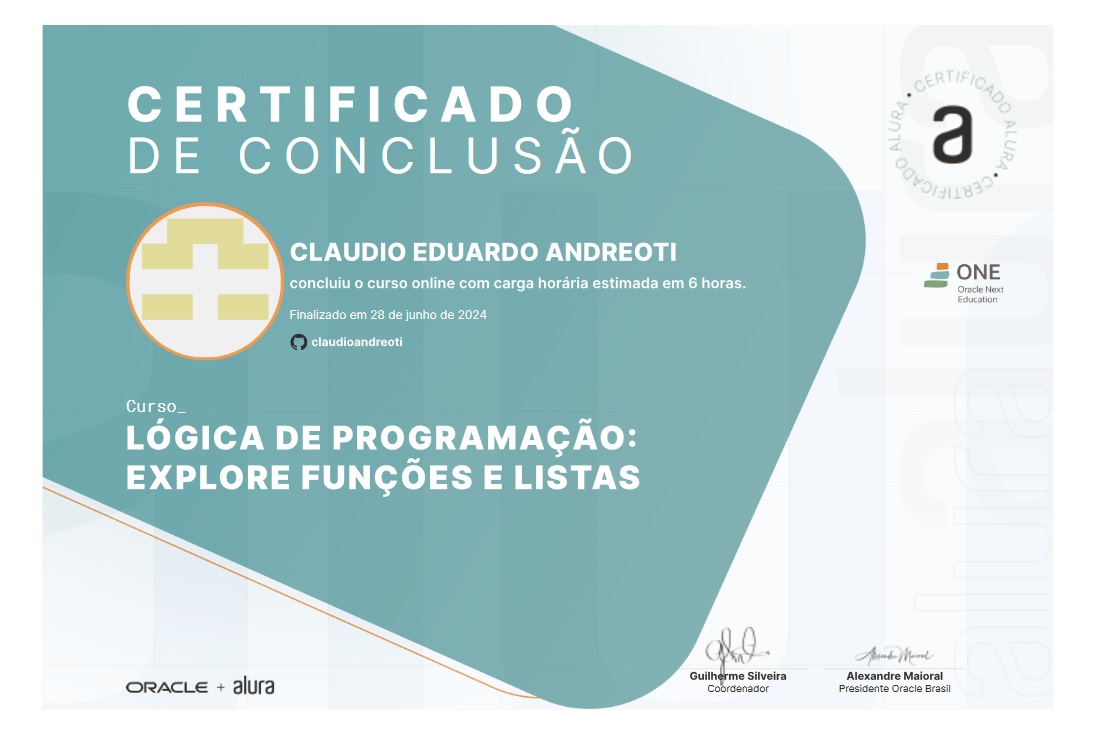 CERTIFICADO
DE CONCLUSÃO
CERTIFICADO ALURA • CERTIFICADO ALURA •
a
CLAUDIO EDUARDO ANDREOTI
concluiu o curso online com carga horária estimada em 6 horas.
Finalizado em 28 de junho de 2024
claudioandreoti
ONE
Oracle Next
Education
Curso_
LÓGICA DE PROGRAMAÇÃO:
EXPLORE FUNÇÕES E LISTAS
alura
alura
Guilherme Silveira
Coordenador
Alexandre Maioral
Presidente Oracle Brasil
ORACLE + alura